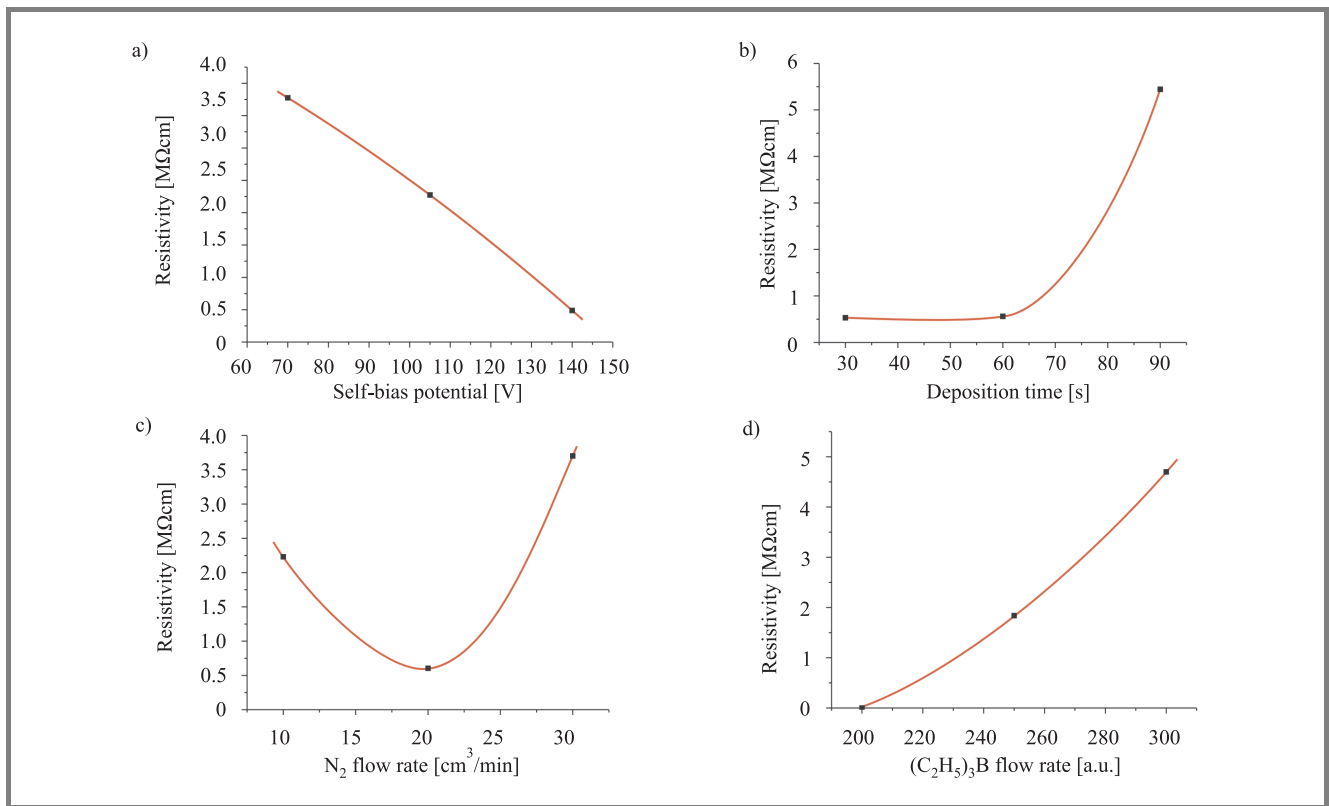 a)
4.0
3.5
3.0
2.5
2.0
1.5
1.0
0.5
0
Resistivity [MΩcm]
60 70 80 90 100 110 120 130 140 150
Self-bias potential [V]
b)
6
5
4
3
2
1
0
Resistivity [MΩcm]
30 40 50 60 70 80 90
Deposition time [s]
c)
4.0
3.5
3.0
2.5
2.0
1.5
1.0
0.5
0
Resistivity [MΩcm]
10 15 20 25 30
N₂ flow rate [cm³/min]
d)
5
4
3
2
1
0
Resistivity [MΩcm]
200 220 240 260 280 300
(C₂H₅)₃B flow rate [a.u.]